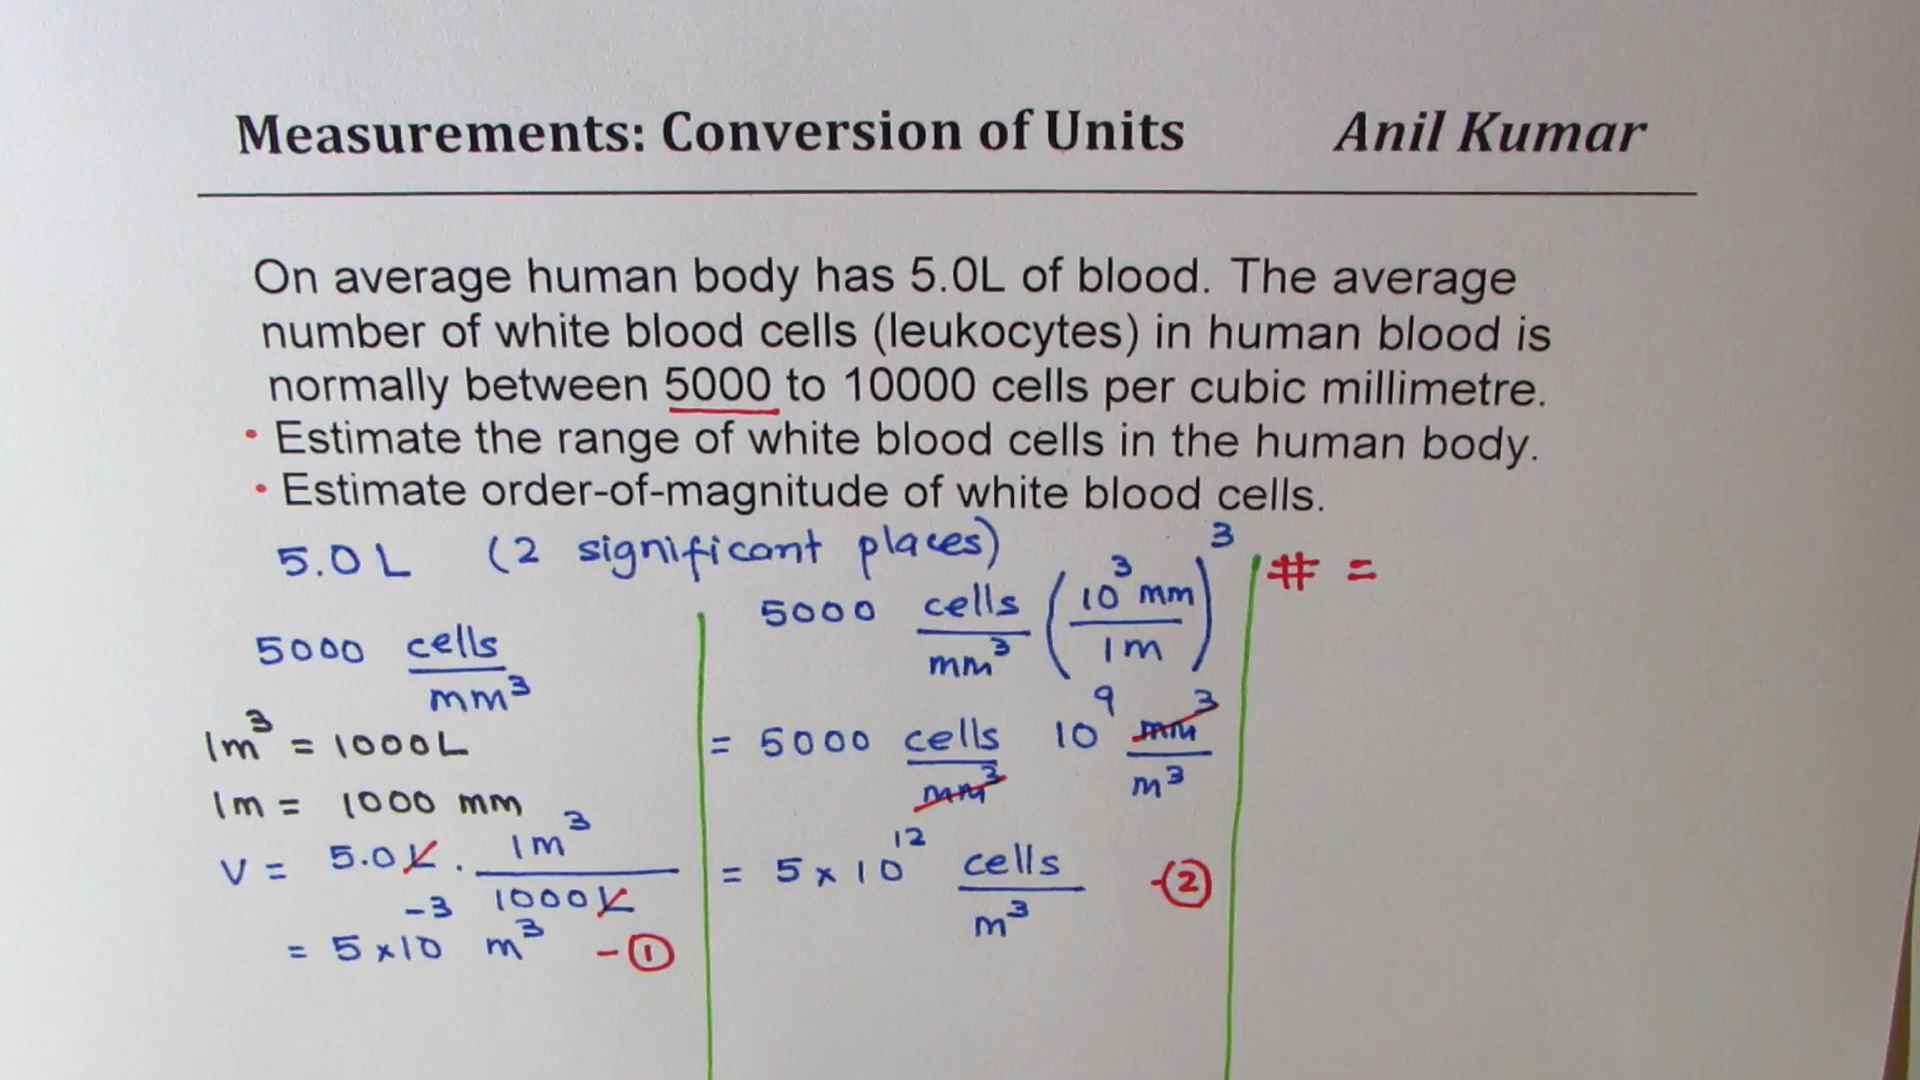 Measurements: Conversion of Units Anil Kumar
On average human body has 5.0L of blood. The average
number of white blood cells (leukocytes) in human blood is
normally between 5000 to 10000 cells per cubic millimetre.
• Estimate the range of white blood cells in the human body.
• Estimate order-of-magnitude of white blood cells.
5.0 L (2 significant places)
5000 cells/mm³
1m³ = 1000L
1m = 1000 mm
V = 5.0L . 1m³/1000L
= 5×10⁻³ m³ -①
5000 cells/mm³ (10³mm/1m)³
= 5000 cells/mm³ 10⁹ mm³/m³
= 5×10¹² cells/m³ -②
# =